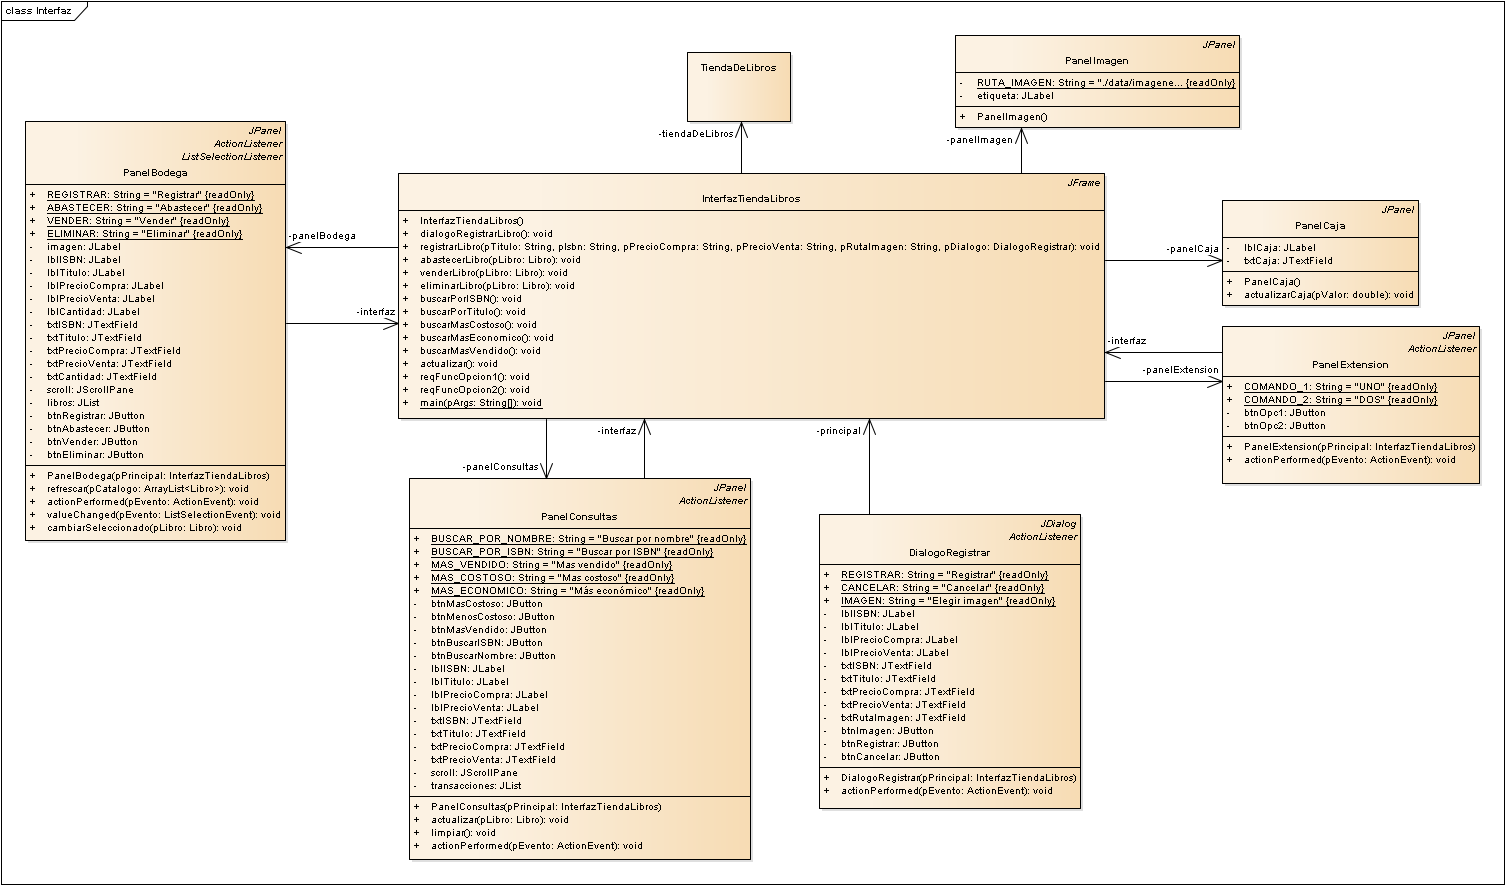 class Interfaz
TiendaDeLibros
-tiendaDeLibros
JPanel
PanelImagen
- RUTA_IMAGEN: String = "./data/imagene... {readOnly}
- etiqueta: JLabel
+ PanelImagen()
-panelImagen
JPanel
ActionListener
ListSelectionListener
PanelBodega
+ REGISTRAR: String = "Registrar" {readOnly}
+ ABASTECER: String = "Abastecer" {readOnly}
+ VENDER: String = "Vender" {readOnly}
+ ELIMINAR: String = "Eliminar" {readOnly}
- imagen: JLabel
- lblISBN: JLabel
- lblTitulo: JLabel
- lblPrecioCompra: JLabel
- lblPrecioVenta: JLabel
- lblCantidad: JLabel
- txtISBN: JTextField
- txtTitulo: JTextField
- txtPrecioCompra: JTextField
- txtPrecioVenta: JTextField
- txtCantidad: JTextField
- scroll: JScrollPane
- libros: JList
- btnRegistrar: JButton
- btnAbastecer: JButton
- btnVender: JButton
- btnEliminar: JButton
+ PanelBodega(pPrincipal: InterfazTiendaLibros)
+ refrescar(pCatalogo: ArrayList<Libro>): void
+ actionPerformed(pEvento: ActionEvent): void
+ valueChanged(pEvento: ListSelectionEvent): void
+ cambiarSeleccionado(pLibro: Libro): void
-panelBodega
-interfaz
JFrame
InterfazTiendaLibros
+ InterfazTiendaLibros()
+ dialogoRegistrarLibro(): void
+ registrarLibro(pTitulo: String, pIsbn: String, pPrecioCompra: String, pPrecioVenta: String, pRutaImagen: String, pDialogo: DialogoRegistrar): void
+ abastecerLibro(pLibro: Libro): void
+ venderLibro(pLibro: Libro): void
+ eliminarLibro(pLibro: Libro): void
+ buscarPorISBN(): void
+ buscarPorTitulo(): void
+ buscarMasCostoso(): void
+ buscarMasEconomico(): void
+ buscarMasVendido(): void
+ actualizar(): void
+ reqFuncOpcion1(): void
+ reqFuncOpcion2(): void
+ main(pArgs: String[]): void
-panelCaja
JPanel
PanelCaja
- lblCaja: JLabel
- txtCaja: JTextField
+ PanelCaja()
+ actualizarCaja(pValor: double): void
-interfaz
-panelExtension
JPanel
ActionListener
PanelExtension
+ COMANDO_1: String = "UNO" {readOnly}
+ COMANDO_2: String = "DOS" {readOnly}
- btnOpc1: JButton
- btnOpc2: JButton
+ PanelExtension(pPrincipal: InterfazTiendaLibros)
+ actionPerformed(pEvento: ActionEvent): void
-panelConsultas
-interfaz
-principal
JPanel
ActionListener
PanelConsultas
+ BUSCAR_POR_NOMBRE: String = "Buscar por nombre" {readOnly}
+ BUSCAR_POR_ISBN: String = "Buscar por ISBN" {readOnly}
+ MAS_VENDIDO: String = "Mas vendido" {readOnly}
+ MAS_COSTOSO: String = "Mas costoso" {readOnly}
+ MAS_ECONOMICO: String = "Más económico" {readOnly}
- btnMasCostoso: JButton
- btnMenosCostoso: JButton
- btnMasVendido: JButton
- btnBuscarISBN: JButton
- btnBuscarNombre: JButton
- lblISBN: JLabel
- lblTitulo: JLabel
- lblPrecioCompra: JLabel
- lblPrecioVenta: JLabel
- txtISBN: JTextField
- txtTitulo: JTextField
- txtPrecioCompra: JTextField
- txtPrecioVenta: JTextField
- scroll: JScrollPane
- transacciones: JList
+ PanelConsultas(pPrincipal: InterfazTiendaLibros)
+ actualizar(pLibro: Libro): void
+ limpiar(): void
+ actionPerformed(pEvento: ActionEvent): void
JDialog
ActionListener
DialogoRegistrar
+ REGISTRAR: String = "Registrar" {readOnly}
+ CANCELAR: String = "Cancelar" {readOnly}
+ IMAGEN: String = "Elegir imagen" {readOnly}
- lblISBN: JLabel
- lblTitulo: JLabel
- lblPrecioCompra: JLabel
- lblPrecioVenta: JLabel
- txtISBN: JTextField
- txtTitulo: JTextField
- txtPrecioCompra: JTextField
- txtPrecioVenta: JTextField
- txtRutaImagen: JTextField
- btnImagen: JButton
- btnRegistrar: JButton
- btnCancelar: JButton
+ DialogoRegistrar(pPrincipal: InterfazTiendaLibros)
+ actionPerformed(pEvento: ActionEvent): void